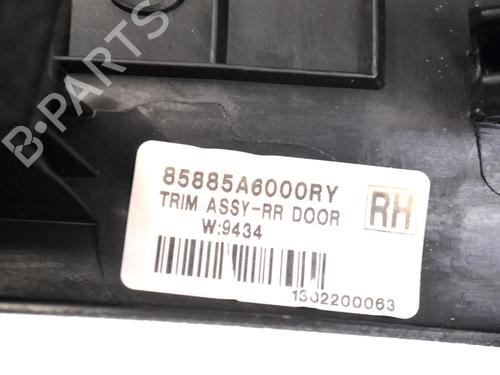 B-PARTS
85885A6000RY
TRIM ASSY-RR DOOR
RH
W:9434
1302200063